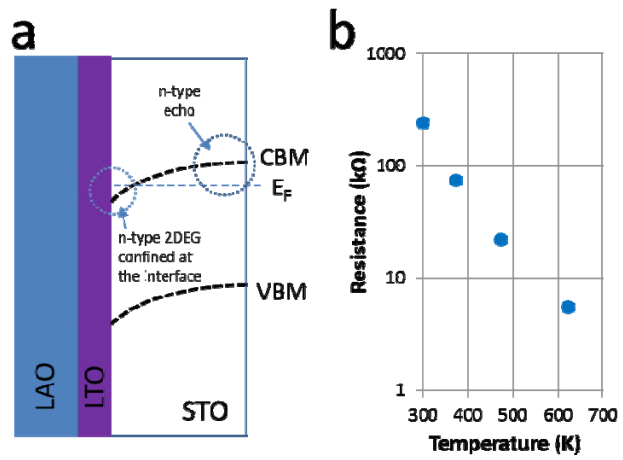 a
n-type
echo
CBM
E_F
n-type 2DEG
confined at
the interface
VBM
LAO
LTO
STO
b
1000
100
10
1
Resistance (kΩ)
300
400
500
600
700
Temperature (K)